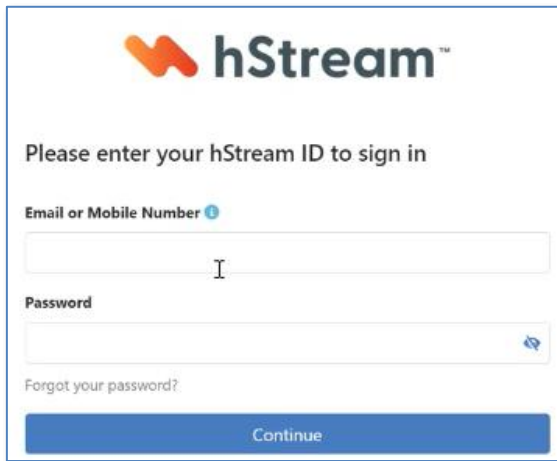 hStream™
Please enter your hStream ID to sign in
Email or Mobile Number
Password
Forgot your password?
Continue